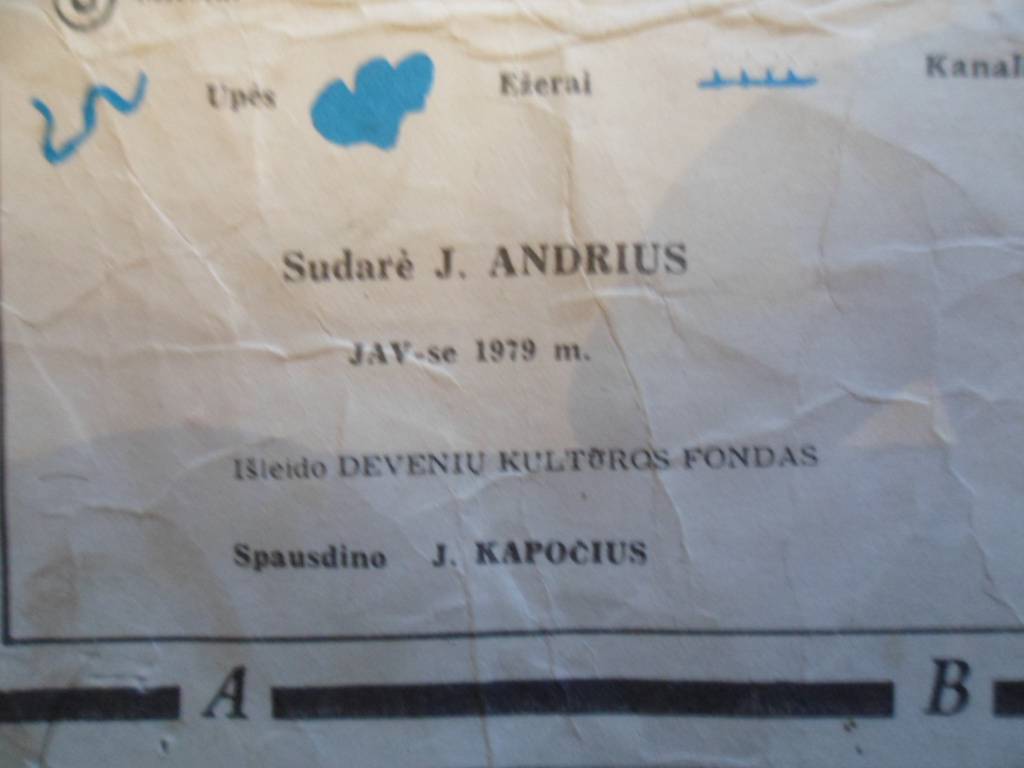 Upės Ežerai Kanal
Sudarė J. ANDRIUS
JAV-se 1979 m.
Išleido DEVENIŲ KULTŪROS FONDAS
Spausdino J. KAPOČIUS
A B